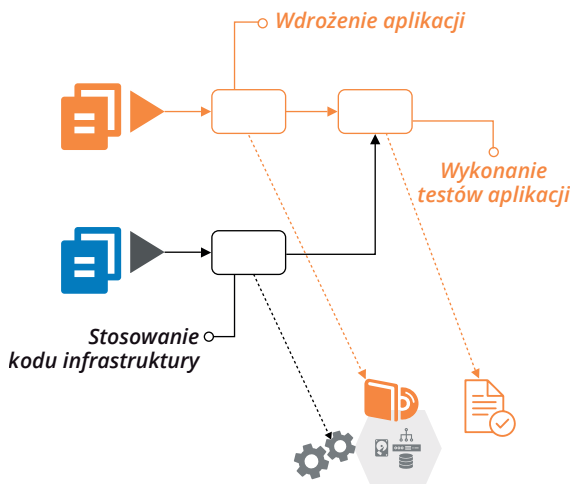 Wdrożenie aplikacji
Wykonanie
testów aplikacji
Stosowanie
kodu infrastruktury